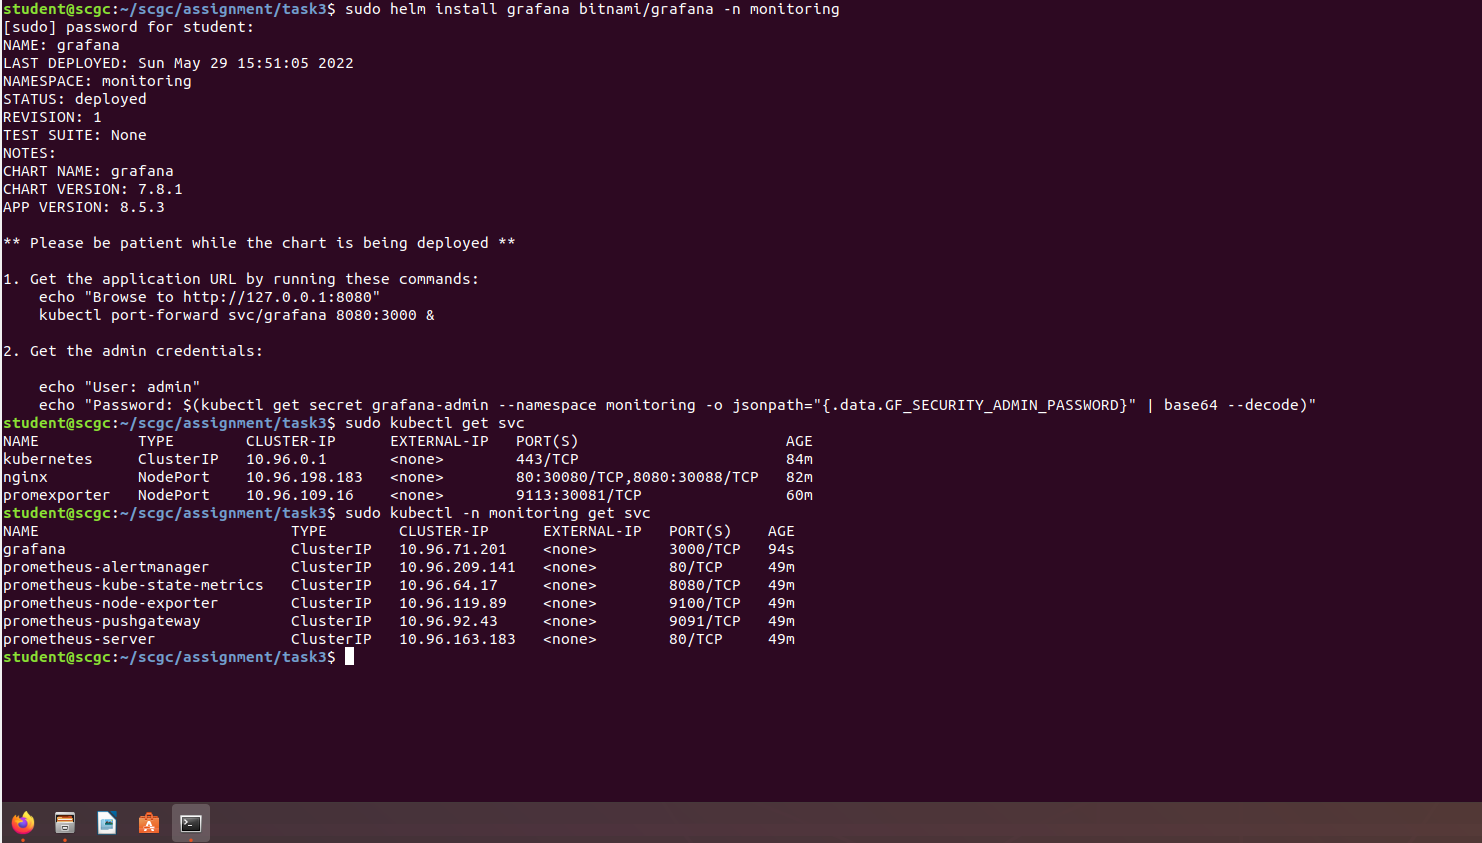 student@scgc:~/scgc/assignment/task3$ sudo helm install grafana bitnami/grafana -n monitoring
[sudo] password for student:
NAME: grafana
LAST DEPLOYED: Sun May 29 15:51:05 2022
NAMESPACE: monitoring
STATUS: deployed
REVISION: 1
TEST SUITE: None
NOTES:
CHART NAME: grafana
CHART VERSION: 7.8.1
APP VERSION: 8.5.3
** Please be patient while the chart is being deployed **
1. Get the application URL by running these commands:
    echo "Browse to http://127.0.0.1:8080"
    kubectl port-forward svc/grafana 8080:3000 &
2. Get the admin credentials:
    echo "User: admin"
    echo "Password: $(kubectl get secret grafana-admin --namespace monitoring -o jsonpath="{.data.GF_SECURITY_ADMIN_PASSWORD}" | base64 --decode)"
student@scgc:~/scgc/assignment/task3$ sudo kubectl get svc
NAME           TYPE        CLUSTER-IP      EXTERNAL-IP   PORT(S)                       AGE
kubernetes     ClusterIP   10.96.0.1       <none>        443/TCP                       84m
nginx          NodePort    10.96.198.183   <none>        80:30080/TCP,8080:30088/TCP   82m
promexporter   NodePort    10.96.109.16    <none>        9113:30081/TCP                60m
student@scgc:~/scgc/assignment/task3$ sudo kubectl -n monitoring get svc
NAME                            TYPE        CLUSTER-IP      EXTERNAL-IP   PORT(S)    AGE
grafana                         ClusterIP   10.96.71.201    <none>        3000/TCP   94s
prometheus-alertmanager         ClusterIP   10.96.209.141   <none>        80/TCP     49m
prometheus-kube-state-metrics   ClusterIP   10.96.64.17     <none>        8080/TCP   49m
prometheus-node-exporter        ClusterIP   10.96.119.89    <none>        9100/TCP   49m
prometheus-pushgateway          ClusterIP   10.96.92.43     <none>        9091/TCP   49m
prometheus-server               ClusterIP   10.96.163.183   <none>        80/TCP     49m
student@scgc:~/scgc/assignment/task3$